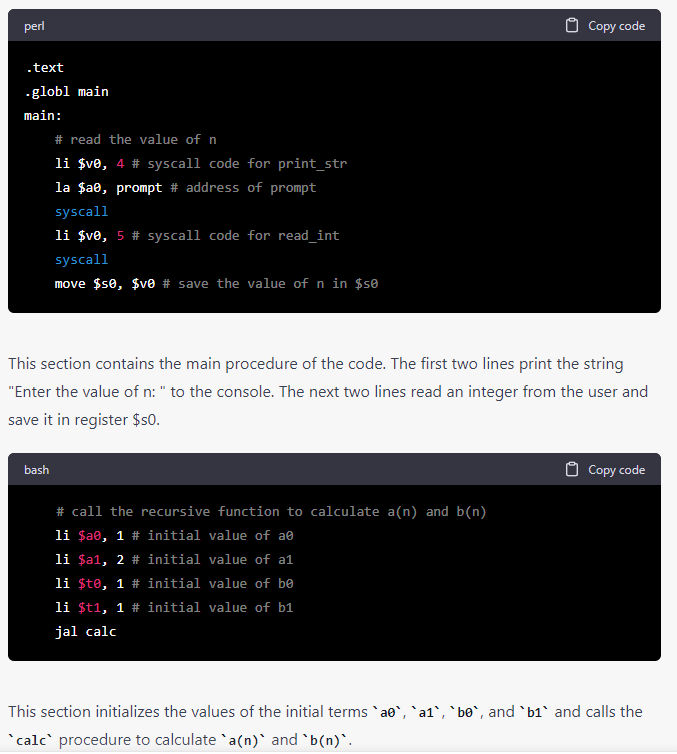 perl Copy code
.text
.globl main
main:
# read the value of n
li $v0, 4 # syscall code for print_str
la $a0, prompt # address of prompt
syscall
li $v0, 5 # syscall code for read_int
syscall
move $s0, $v0 # save the value of n in $s0
This section contains the main procedure of the code. The first two lines print the string
"Enter the value of n: " to the console. The next two lines read an integer from the user and
save it in register $s0.
bash Copy code
# call the recursive function to calculate a(n) and b(n)
li $a0, 1 # initial value of a0
li $a1, 2 # initial value of a1
li $t0, 1 # initial value of b0
li $t1, 1 # initial value of b1
jal calc
This section initializes the values of the initial terms `a0`, `a1`, `b0`, and `b1` and calls the
`calc` procedure to calculate `a(n)` and `b(n)`.